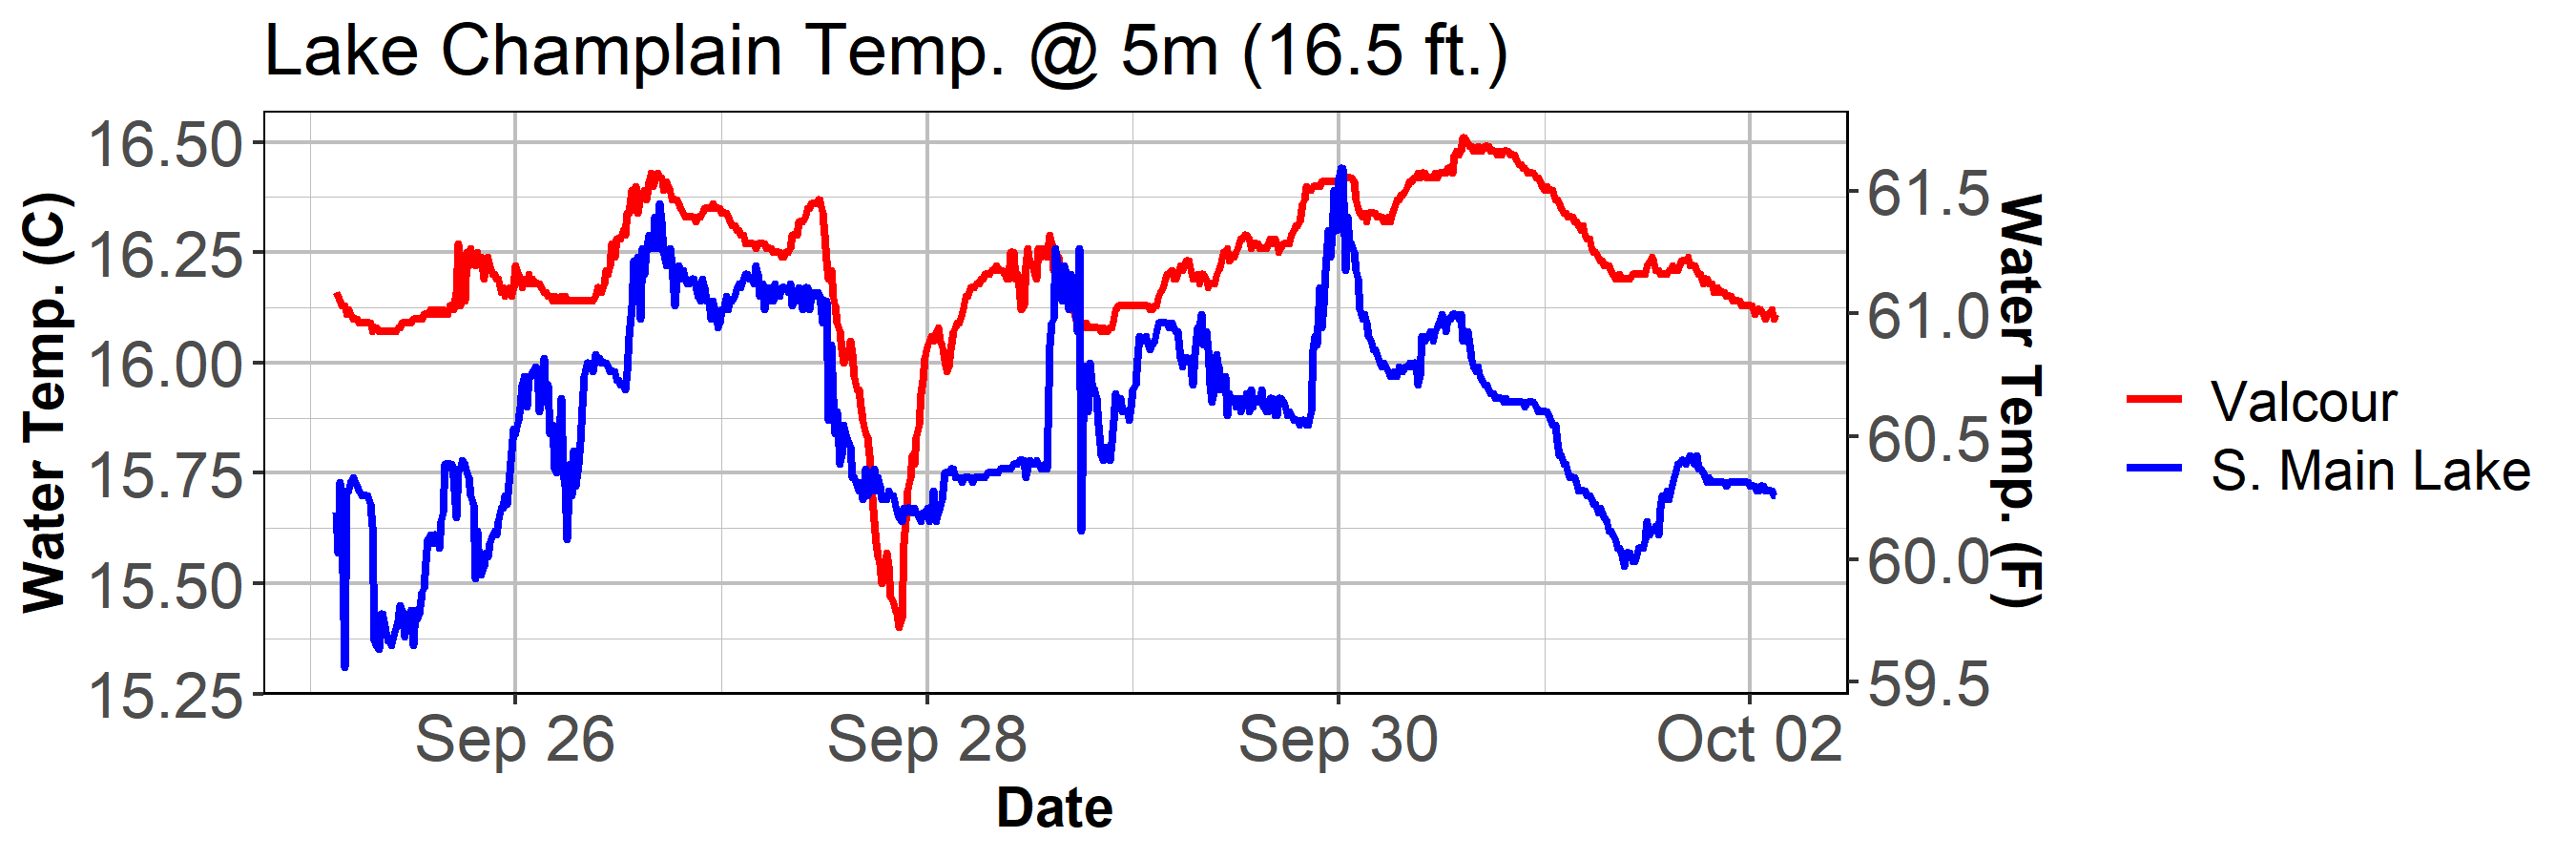 Lake Champlain Temp. @ 5m (16.5 ft.)
Water Temp. (C)
16.50
16.25
16.00
15.75
15.50
15.25
61.5
61.0
60.5
60.0
59.5
Water Temp. (F)
Sep 26
Sep 28
Sep 30
Oct 02
Date
Valcour
S. Main Lake